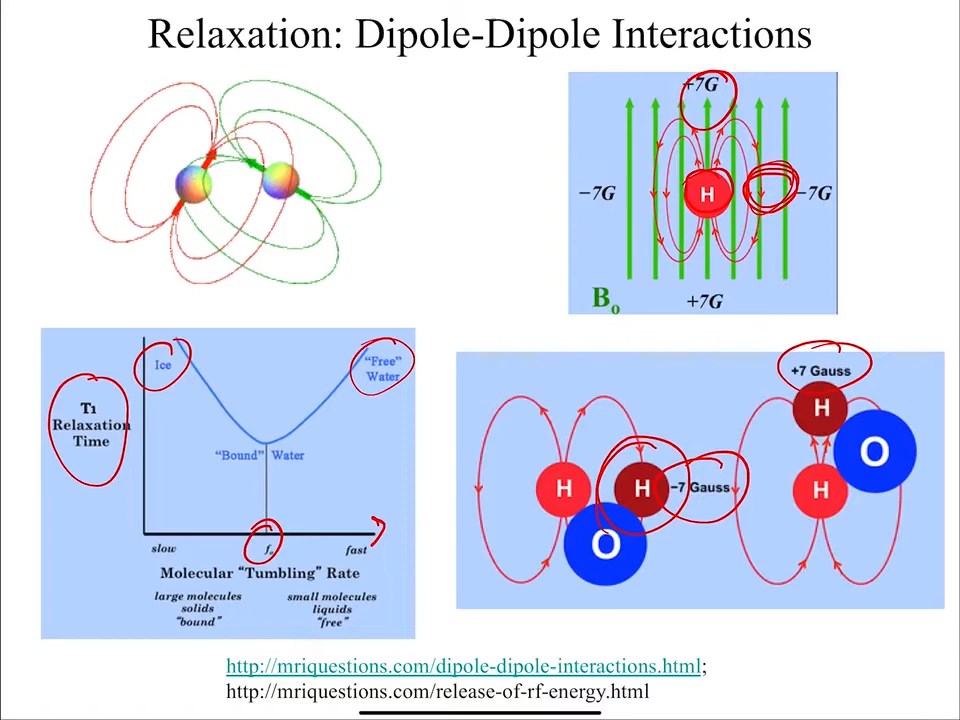 Relaxation: Dipole-Dipole Interactions
+7G
−7G
H
−7G
Bo
+7G
Ice
"Free"
Water
T1
Relaxation
Time
"Bound" Water
slow
fo
fast
Molecular "Tumbling" Rate
large molecules
solids
"bound"
small molecules
liquids
"free"
+7 Gauss
H
O
H
H
H
−7 Gauss
O
http://mriquestions.com/dipole-dipole-interactions.html;
http://mriquestions.com/release-of-rf-energy.html